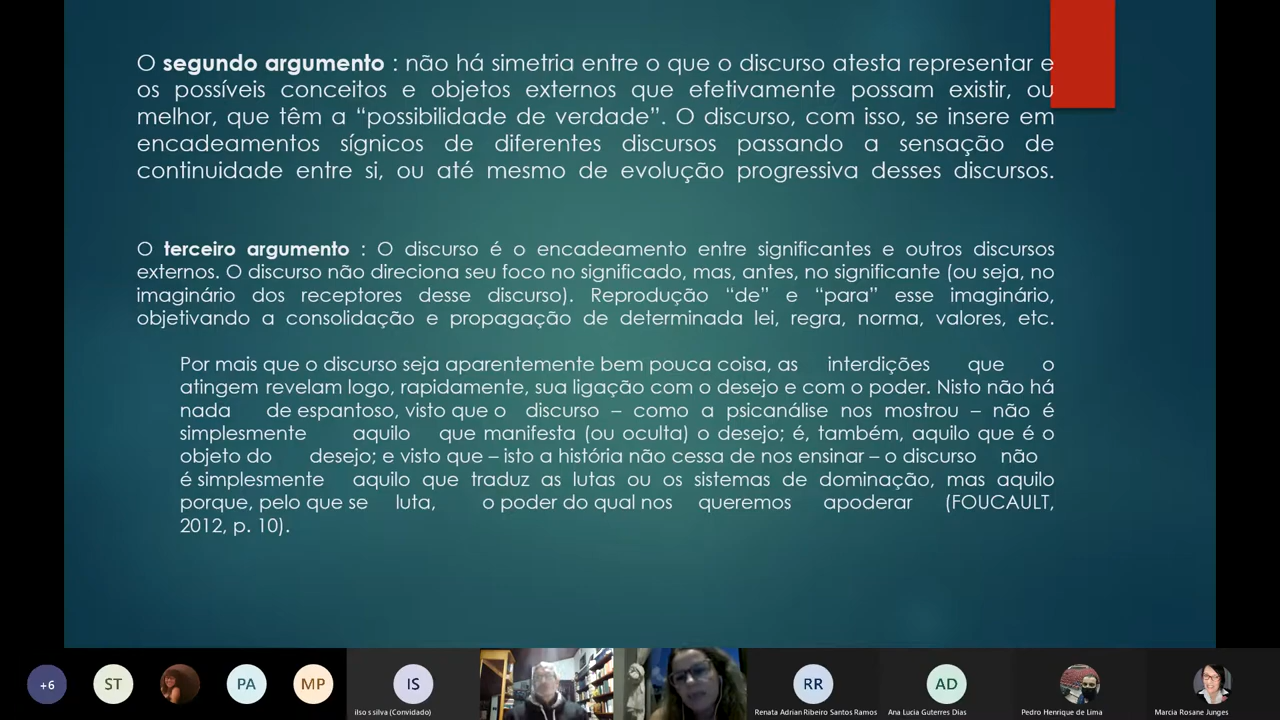 O segundo argumento : não há simetria entre o que o discurso atesta representar e
os possíveis conceitos e objetos externos que efetivamente possam existir, ou
melhor, que têm a “possibilidade de verdade”. O discurso, com isso, se insere em
encadeamentos sígnicos de diferentes discursos passando a sensação de
continuidade entre si, ou até mesmo de evolução progressiva desses discursos.
O terceiro argumento : O discurso é o encadeamento entre significantes e outros discursos
externos. O discurso não direciona seu foco no significado, mas, antes, no significante (ou seja, no
imaginário dos receptores desse discurso). Reprodução “de” e “para” esse imaginário,
objetivando a consolidação e propagação de determinada lei, regra, norma, valores, etc.
Por mais que o discurso seja aparentemente bem pouca coisa, as interdições que o
atingem revelam logo, rapidamente, sua ligação com o desejo e com o poder. Nisto não há
nada de espantoso, visto que o discurso – como a psicanálise nos mostrou – não é
simplesmente aquilo que manifesta (ou oculta) o desejo; é, também, aquilo que é o
objeto do desejo; e visto que – isto a história não cessa de nos ensinar – o discurso não
é simplesmente aquilo que traduz as lutas ou os sistemas de dominação, mas aquilo
porque, pelo que se luta, o poder do qual nos queremos apoderar (FOUCAULT,
2012, p. 10).
+6 ST PA MP IS RR AD
ilso s silva (Convidado) Renata Adrian Ribeiro Santos Ramos Ana Lucia Guterres Dias Pedro Henrique de Lima Marcia Rosane Junges